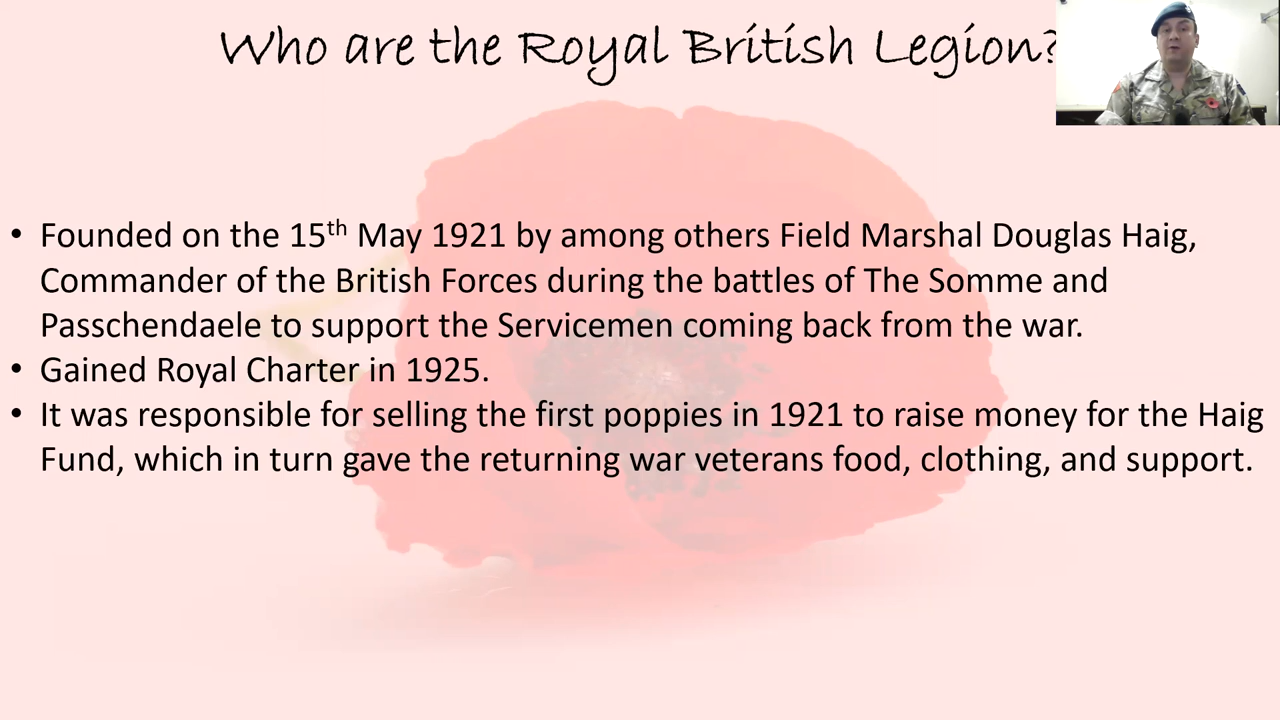 Who are the Royal British Legion?
• Founded on the 15th May 1921 by among others Field Marshal Douglas Haig,
Commander of the British Forces during the battles of The Somme and
Passchendaele to support the Servicemen coming back from the war.
• Gained Royal Charter in 1925.
• It was responsible for selling the first poppies in 1921 to raise money for the Haig
Fund, which in turn gave the returning war veterans food, clothing, and support.